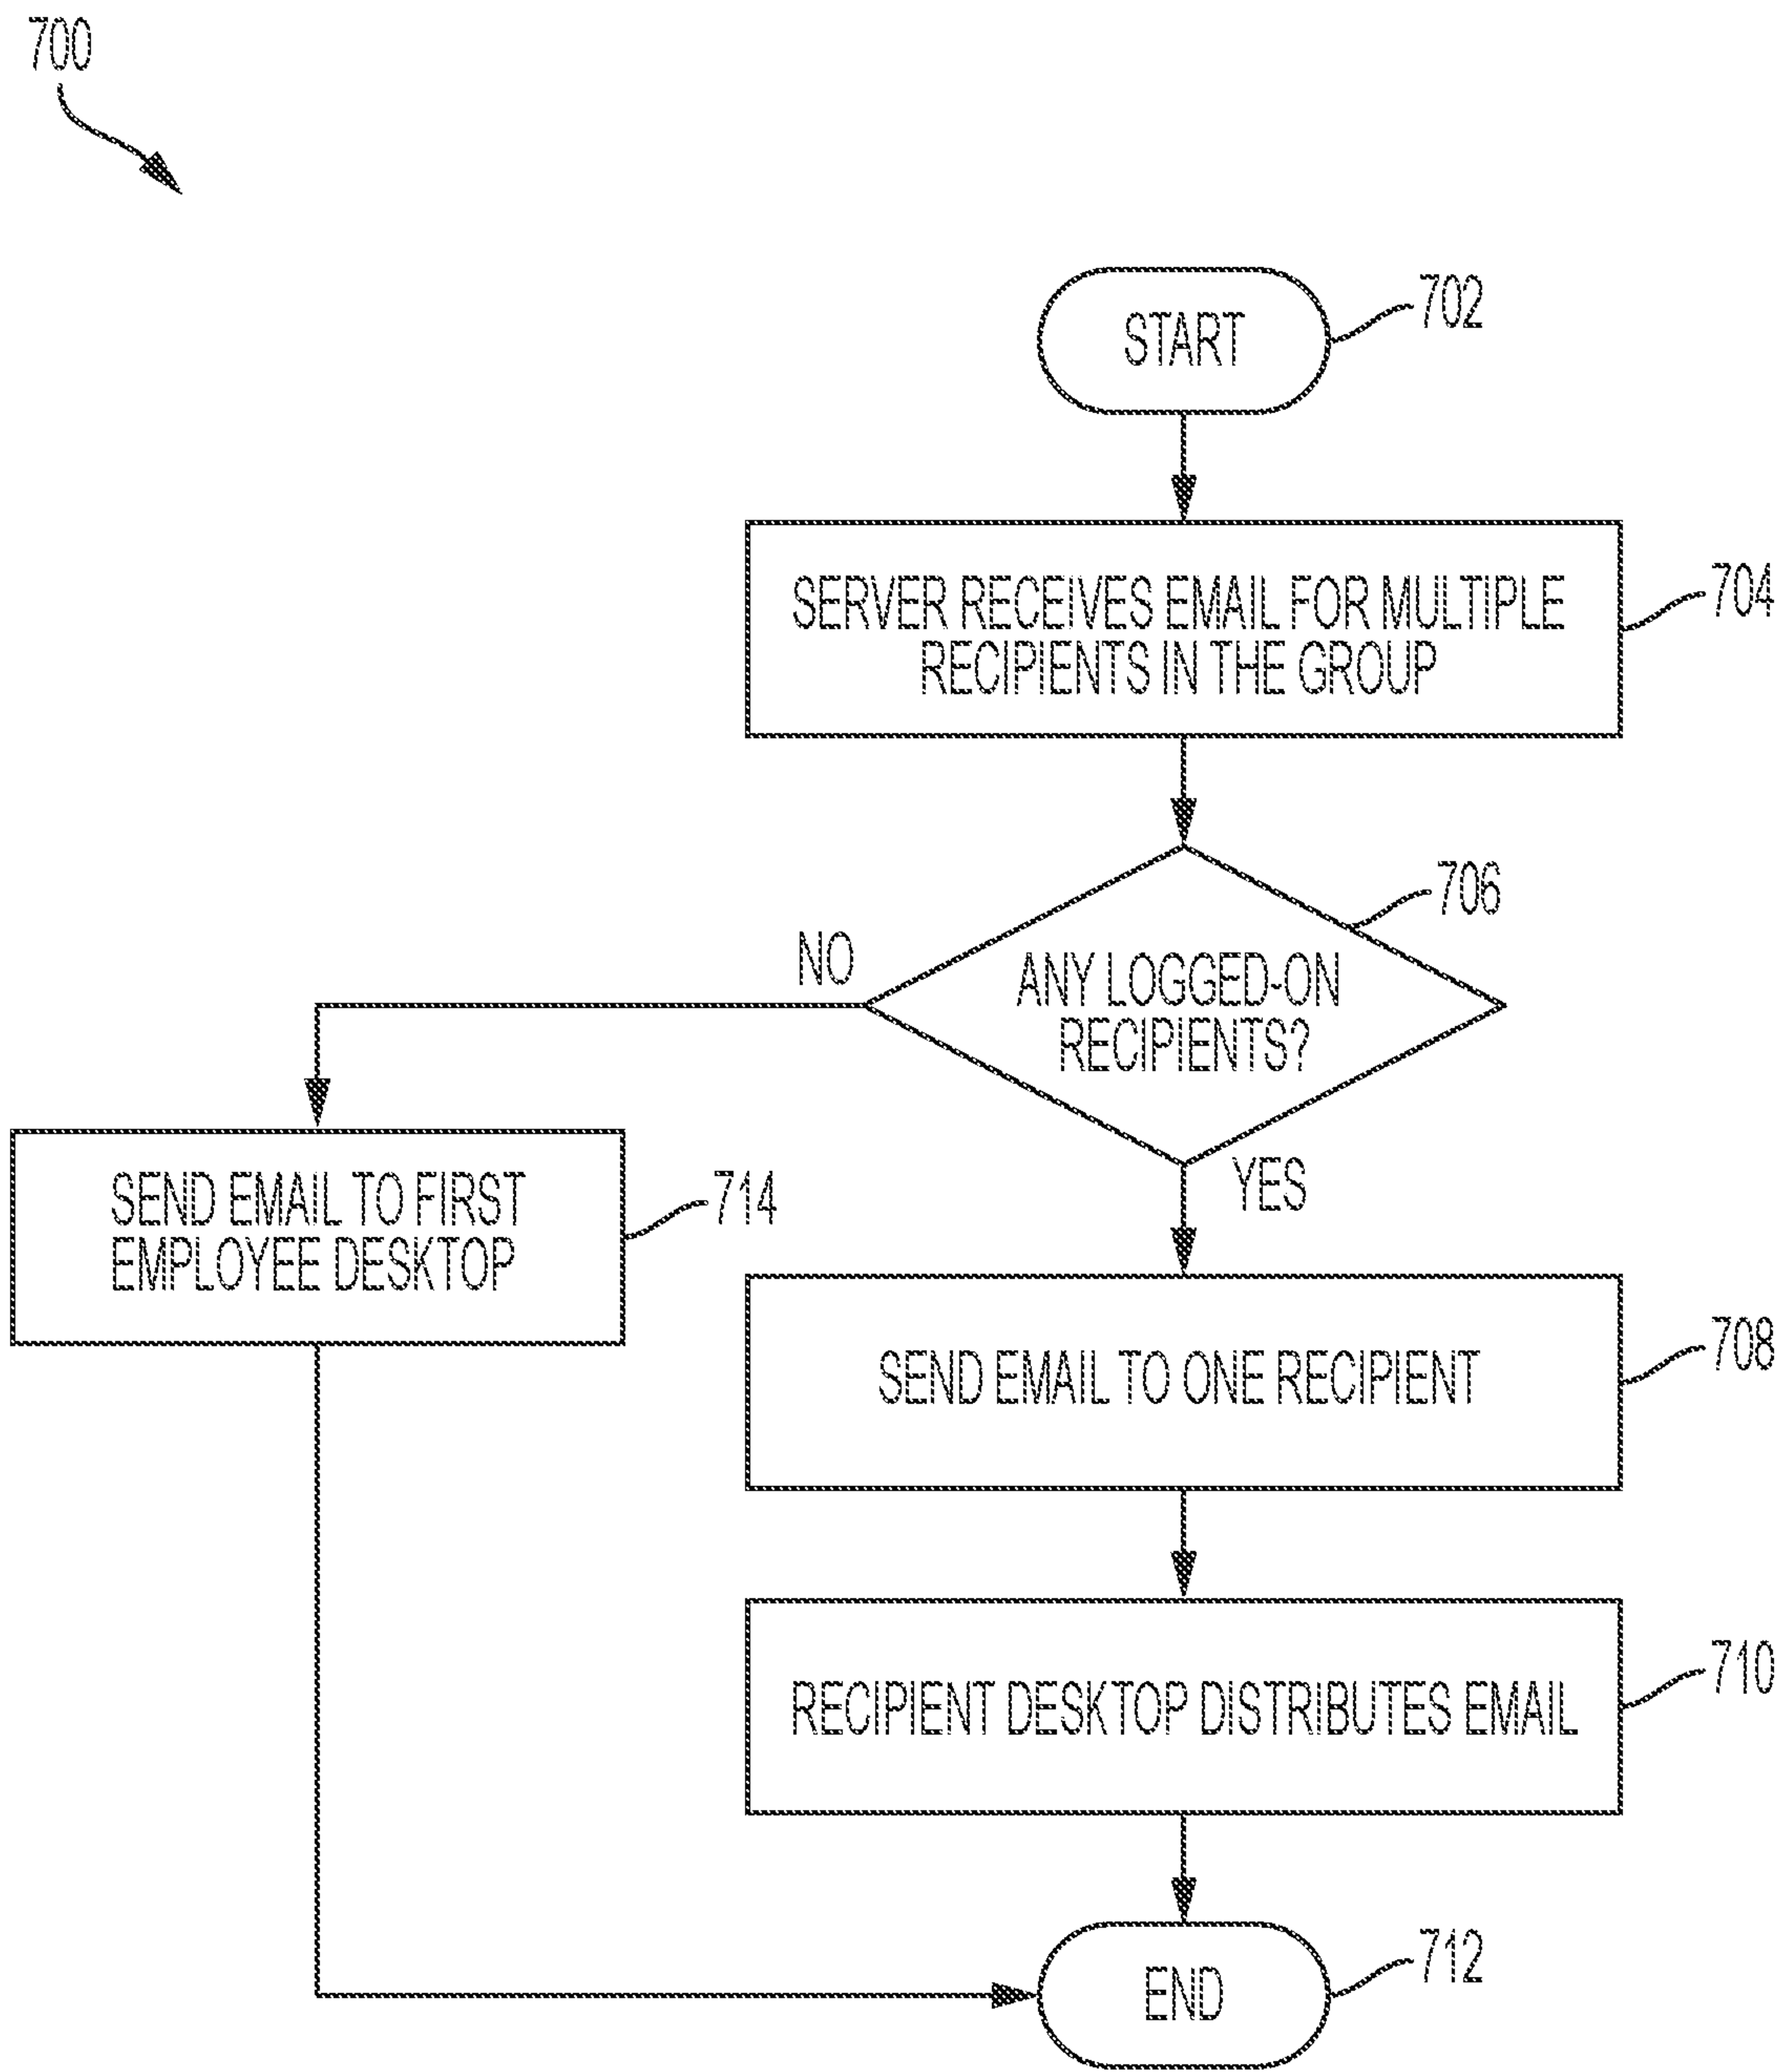 700
START
702
SERVER RECEIVES EMAIL FOR MULTIPLE
RECIPIENTS IN THE GROUP
704
706
NO
ANY LOGGED-ON
RECIPIENTS?
YES
SEND EMAIL TO FIRST
EMPLOYEE DESKTOP
714
SEND EMAIL TO ONE RECIPIENT
708
RECIPIENT DESKTOP DISTRIBUTES EMAIL
710
END
712